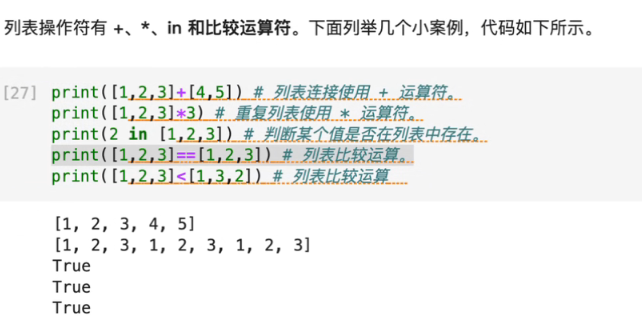 列表操作符有 +、*、in 和比较运算符。下面列举几个小案例，代码如下所示。
[27] print([1,2,3]+[4,5]) # 列表连接使用 + 运算符。
print([1,2,3]*3) # 重复列表使用 * 运算符。
print(2 in [1,2,3]) # 判断某个值是否在列表中存在。
print([1,2,3]==[1,2,3]) # 列表比较运算。
print([1,2,3]<[1,3,2]) # 列表比较运算
[1, 2, 3, 4, 5]
[1, 2, 3, 1, 2, 3, 1, 2, 3]
True
True
True